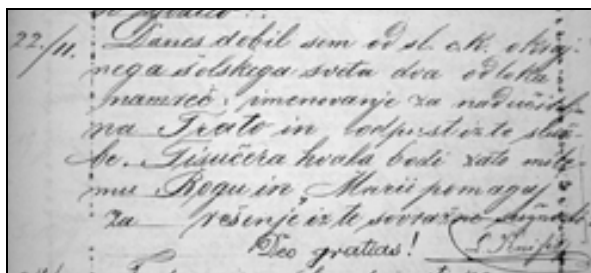 22./11. Danes dobil sem od sl. c.k. okraj-
nega šolskega sveta dva odloka
namreč: imenovanje za nadučitelja
na Trato in odpust iz te služ-
be. Tisučera hvala bodi zato milo-
mu Bogu in „Marii pomagaj"
za rešenje iz te sovražne
Deo gratias!